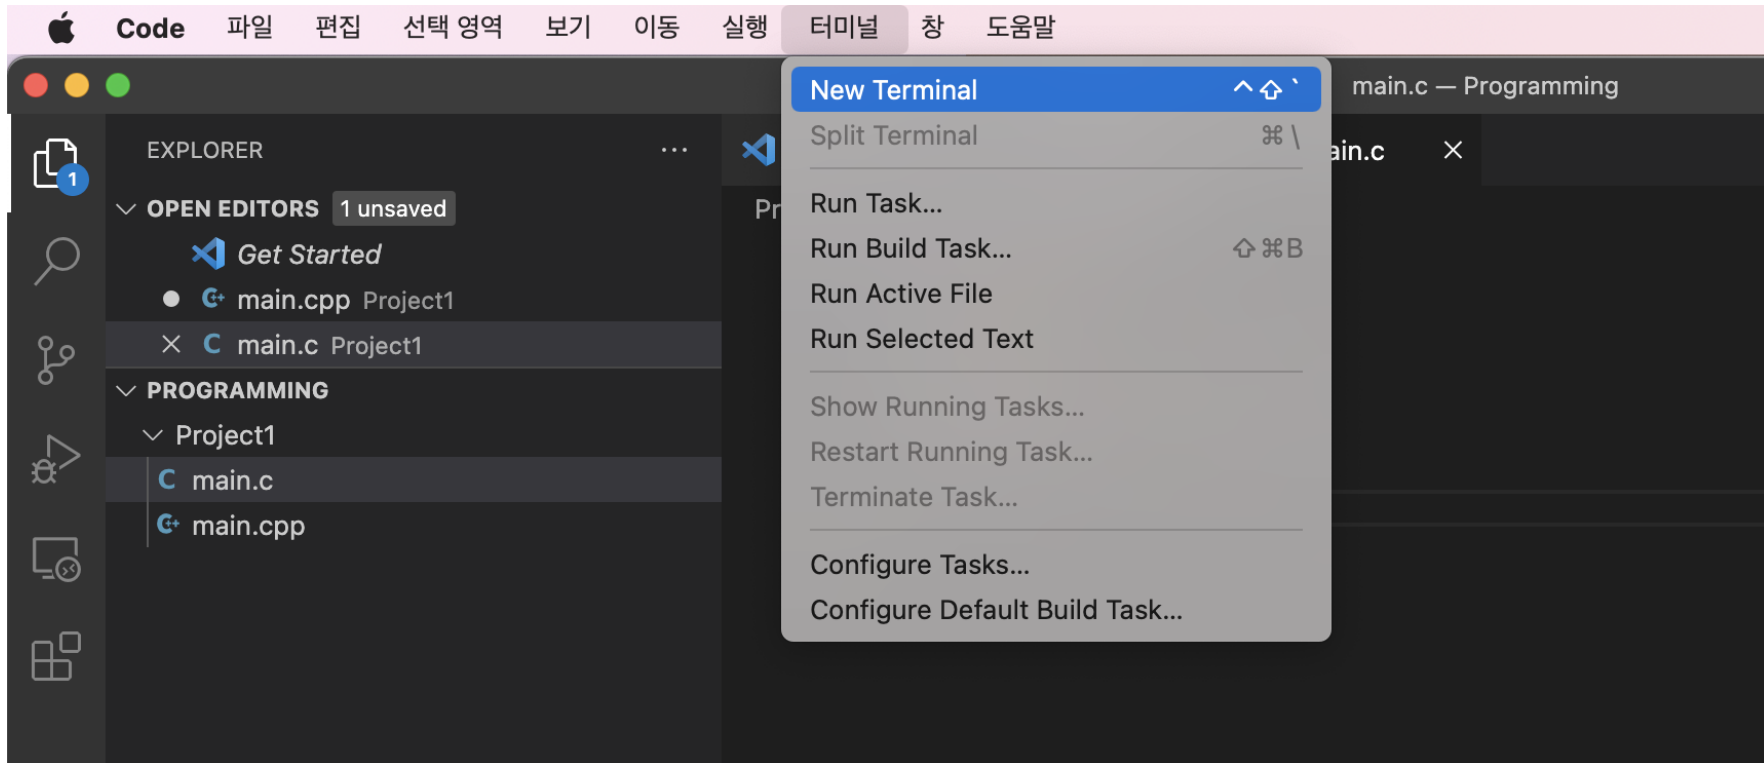 Code 파일 편집 선택 영역 보기 이동 실행 터미널 창 도움말
main.c — Programming
New Terminal ^⇧`
Split Terminal ⌘\
Run Task...
Run Build Task... ⇧⌘B
Run Active File
Run Selected Text
Show Running Tasks...
Restart Running Task...
Terminate Task...
Configure Tasks...
Configure Default Build Task...
1
EXPLORER ...
OPEN EDITORS 1 unsaved
Get Started
C++ main.cpp Project1
C main.c Project1
PROGRAMMING
Project1
C main.c
C++ main.cpp
ain.c
Pr